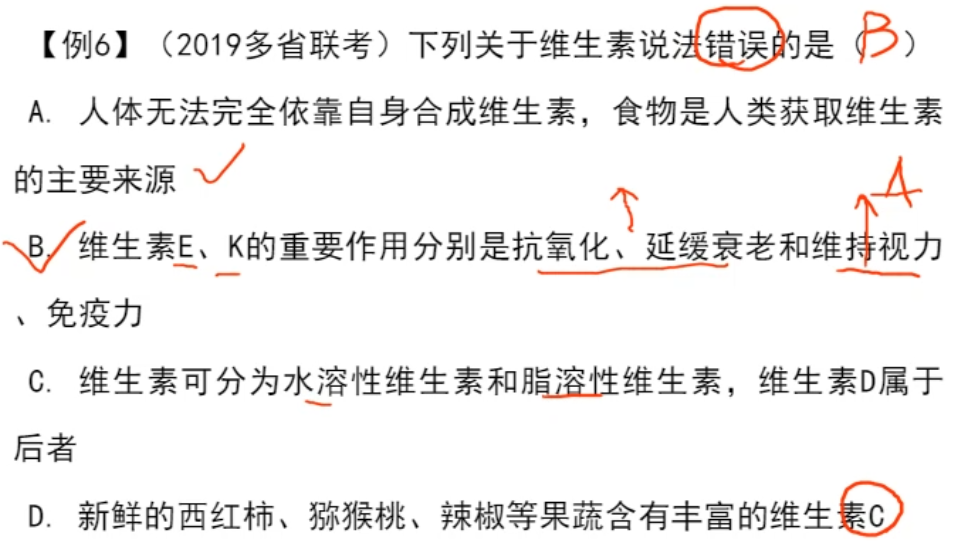 【例6】（2019多省联考）下列关于维生素说法错误的是（B）
A. 人体无法完全依靠自身合成维生素，食物是人类获取维生素
的主要来源
A
B. 维生素E、K的重要作用分别是抗氧化、延缓衰老和维持视力
、免疫力
C. 维生素可分为水溶性维生素和脂溶性维生素，维生素D属于
后者
D. 新鲜的西红柿、猕猴桃、辣椒等果蔬含有丰富的维生素C